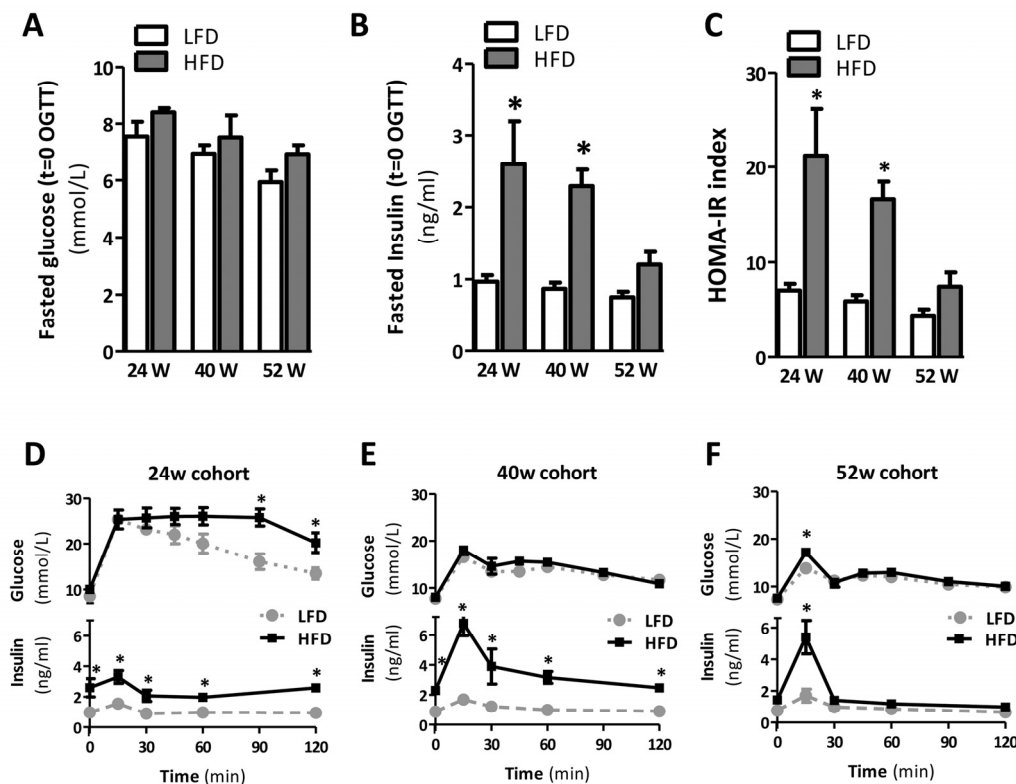 A
LFD
HFD
Fasted glucose (t=0 OGTT)
(mmol/L)
10
8
6
4
2
0
24 W 40 W 52 W
B
LFD
HFD
Fasted Insulin (t=0 OGTT)
(ng/ml)
4
3
2
1
0
* *
24 W 40 W 52 W
C
LFD
HFD
HOMA-IR index
30
20
10
0
* *
24 W 40 W 52 W
D
24w cohort
Glucose
(mmol/L)
30
20
10
* *
LFD
HFD
Insulin
(ng/ml)
6
4
2
0
* * * * *
0 30 60 90 120
Time (min)
E
40w cohort
Glucose
(mmol/L)
30
20
10
LFD
HFD
Insulin
(ng/ml)
6
4
2
0
* * * * *
0 30 60 90 120
Time (min)
F
52w cohort
Glucose
(mmol/L)
30
20
10
*
LFD
HFD
Insulin
(ng/ml)
6
4
2
0
*
0 30 60 90 120
Time (min)